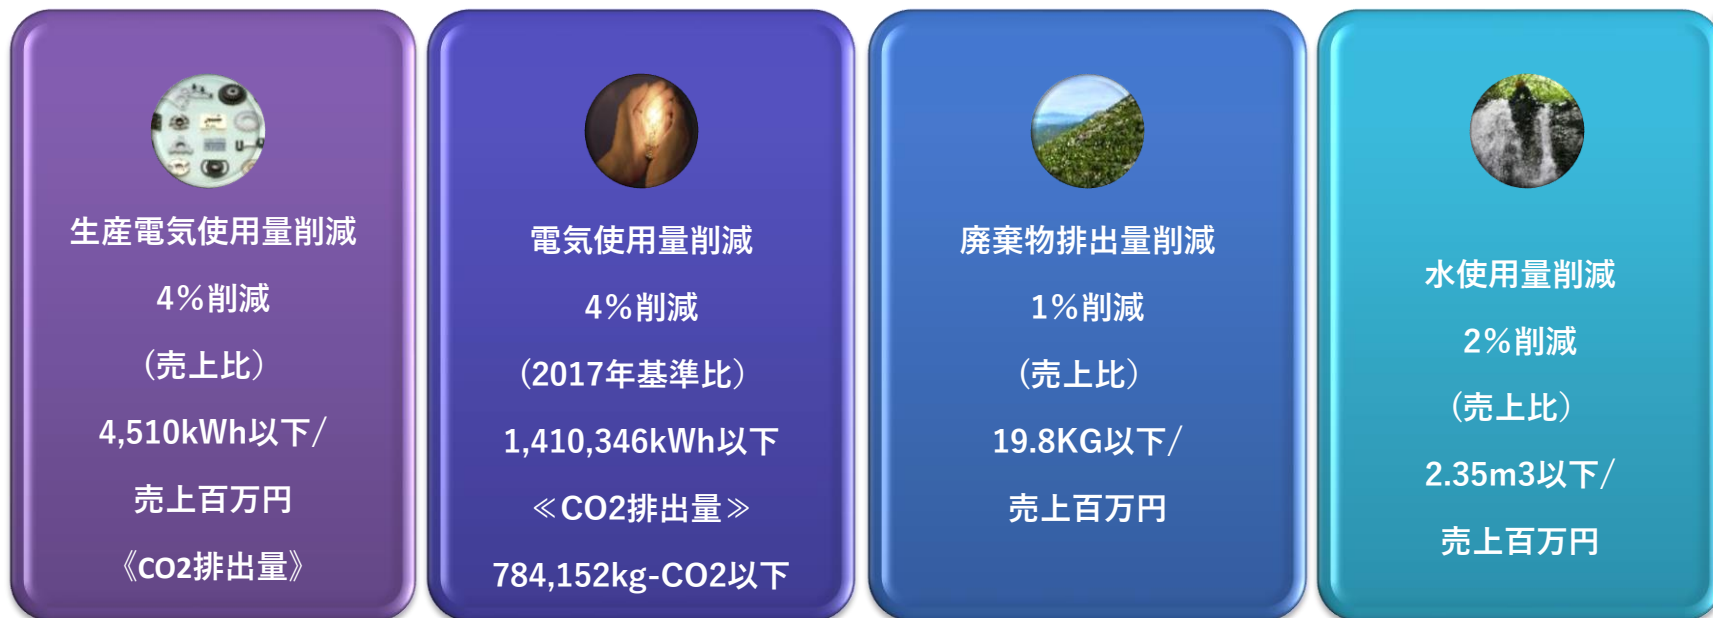 生産電気使用量削減
4%削減
(売上比)
4,510kWh以下/
売上百万円
《CO2排出量》
電気使用量削減
4%削減
(2017年基準比)
1,410,346kWh以下
≪CO2排出量≫
784,152kg-CO2以下
廃棄物排出量削減
1%削減
(売上比)
19.8KG以下/
売上百万円
水使用量削減
2%削減
(売上比)
2.35m3以下/
売上百万円